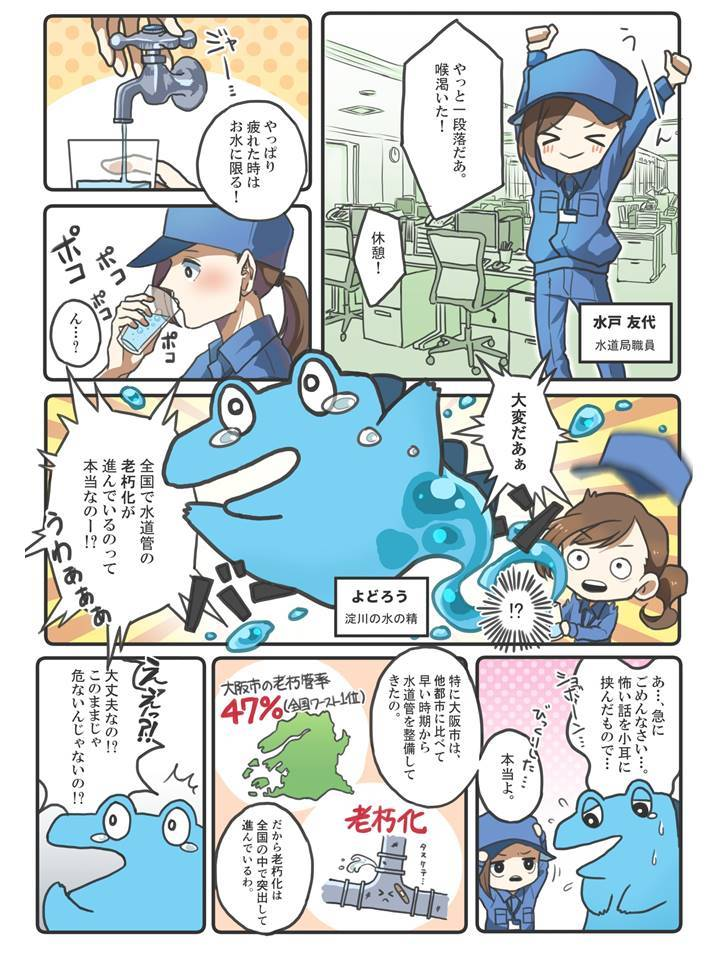 う〜ん
やっと一段落だあ。
喉渇いた!
休憩!
水戸 友代
水道局職員
ジャー…
やっぱり
疲れた時は
お水に限る!
ポコ
ポコ
ポコ
ポコ
ん…?
大変だあぁ
!?
よどろう
淀川の水の精
全国で水道管の
老朽化が
進んでいるのって
本当なのー!?
うわぁぁぁ
あ…、急に
ごめんなさい…。
怖い話を小耳に
挟んだもので…
ショボーン…
びっくりした…
本当よ。
特に大阪市は、
他都市に比べて
早い時期から
水道管を整備して
きたの。
大阪市の老朽管率
47%(全国ワースト1位)
老朽化
タスケテ…
だから老朽化は
全国の中で突出して
進んでいるわ。
ええっ?!
大丈夫なの!?
このままじゃ
危ないんじゃないの!?